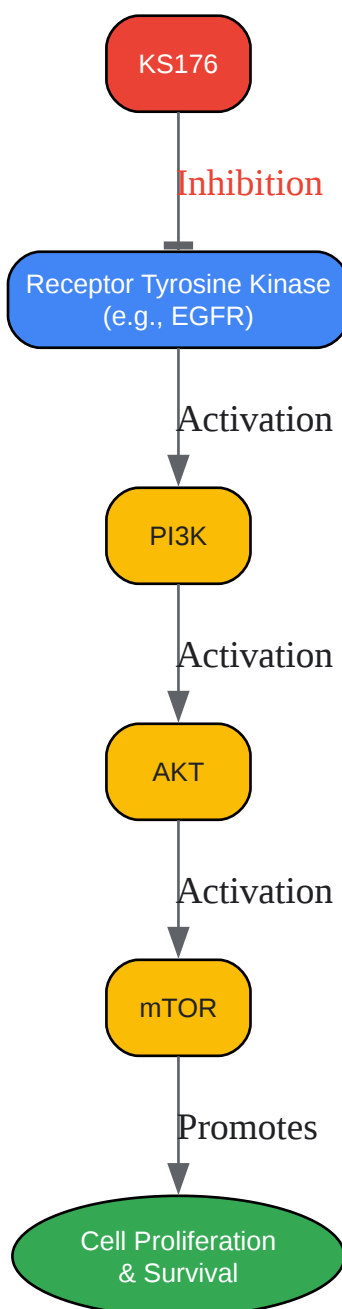 KS176
Inhibition
Receptor Tyrosine Kinase
(e.g., EGFR)
Activation
PI3K
Activation
AKT
Activation
mTOR
Promotes
Cell Proliferation
& Survival